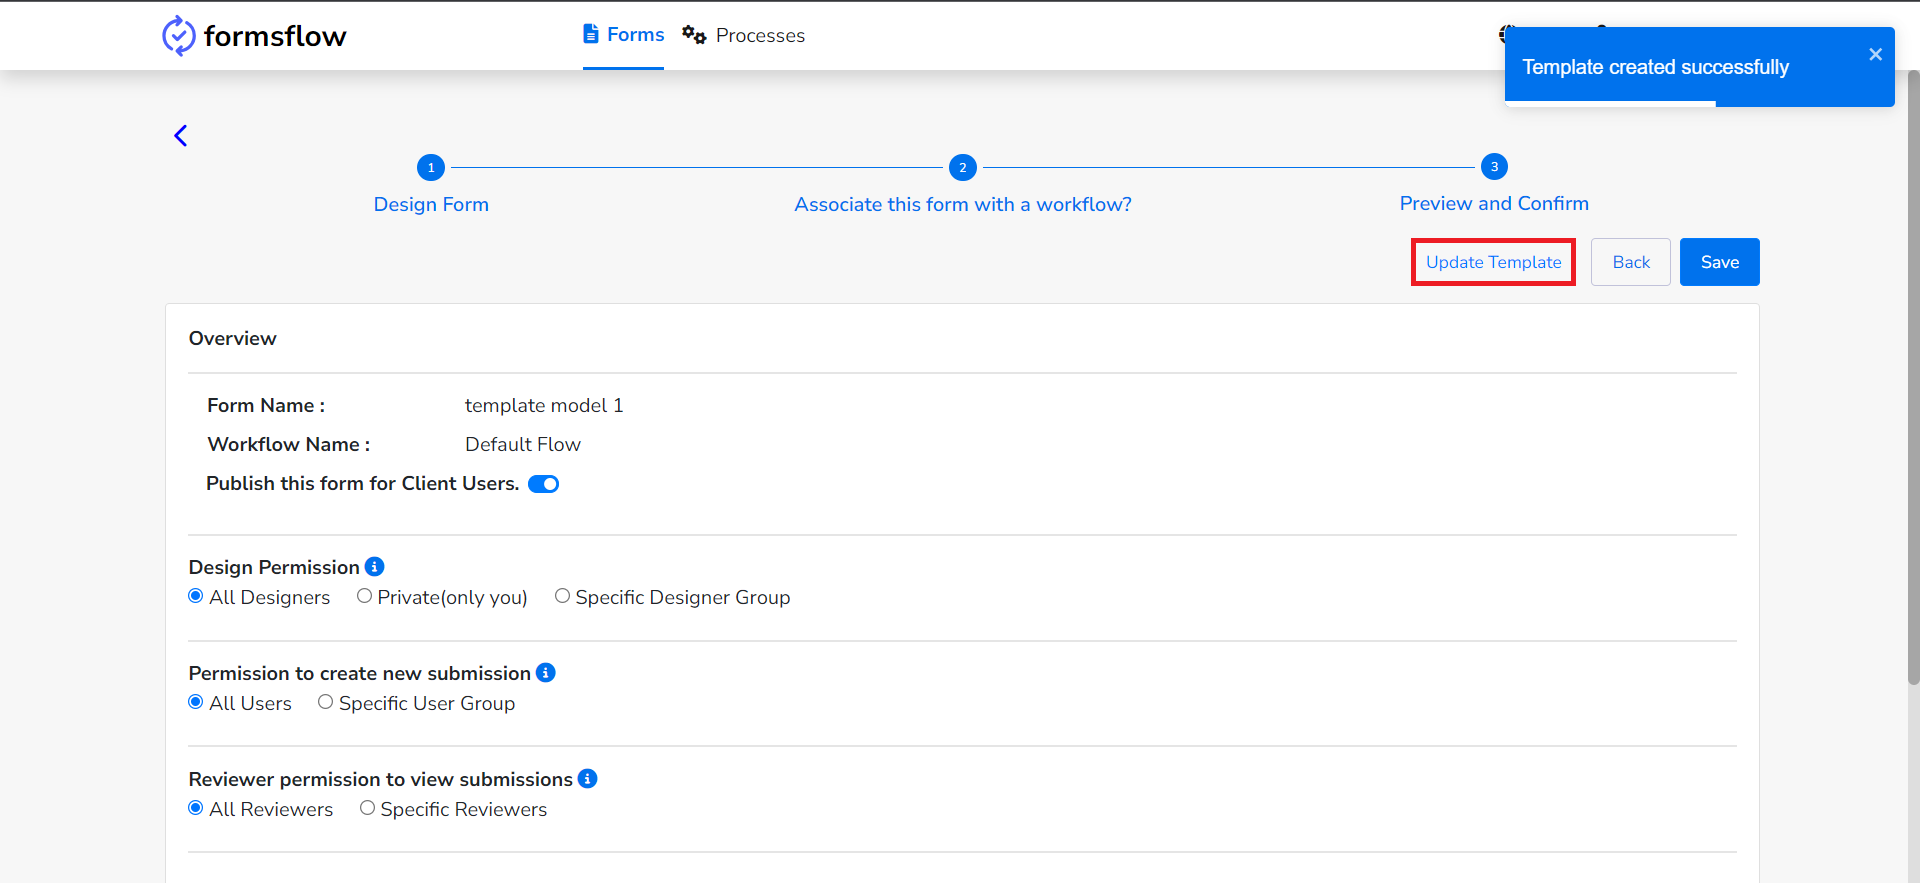 formsflow
Forms
Processes
Template created successfully
1
2
3
Design Form
Associate this form with a workflow?
Preview and Confirm
Update Template
Back
Save
Overview
Form Name :
template model 1
Workflow Name :
Default Flow
Publish this form for Client Users.
Design Permission
All Designers
Private(only you)
Specific Designer Group
Permission to create new submission
All Users
Specific User Group
Reviewer permission to view submissions
All Reviewers
Specific Reviewers